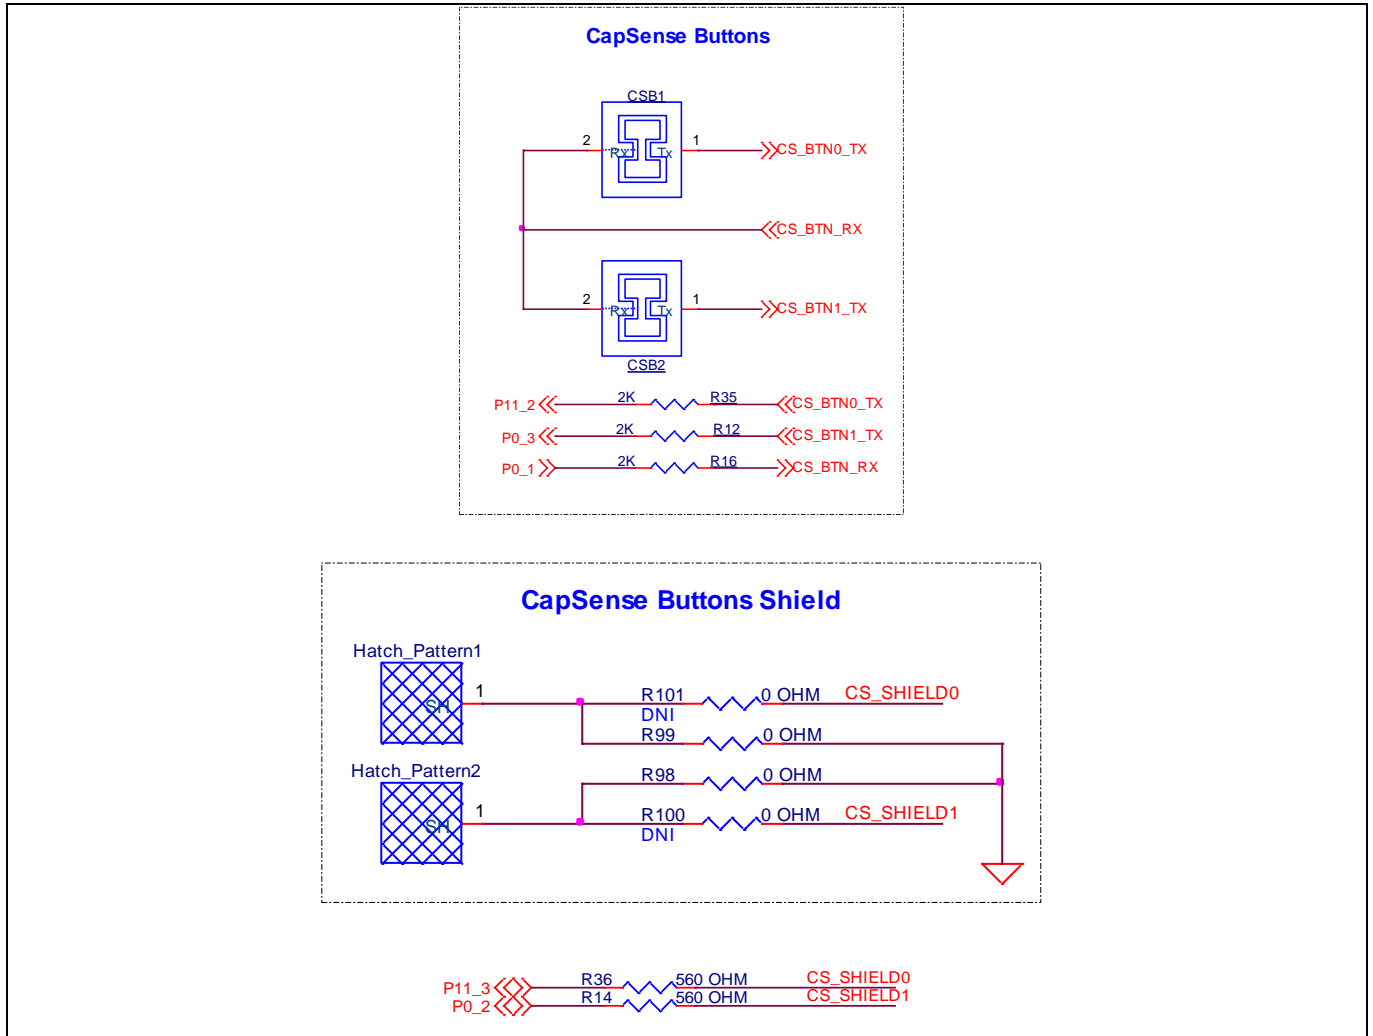 CapSense Buttons
CSB1
2 Rx Tx 1 CS_BTN0_TX
CS_BTN_RX
2 Rx Tx 1 CS_BTN1_TX
CSB2
P11_2 2K R35 CS_BTN0_TX
P0_3 2K R12 CS_BTN1_TX
P0_1 2K R16 CS_BTN_RX
CapSense Buttons Shield
Hatch_Pattern1
SH 1 R101 0 OHM CS_SHIELD0
DNI
R99 0 OHM
Hatch_Pattern2 R98 0 OHM
SH 1 R100 0 OHM CS_SHIELD1
DNI
P11_3 R36 560 OHM CS_SHIELD0
P0_2 R14 560 OHM CS_SHIELD1